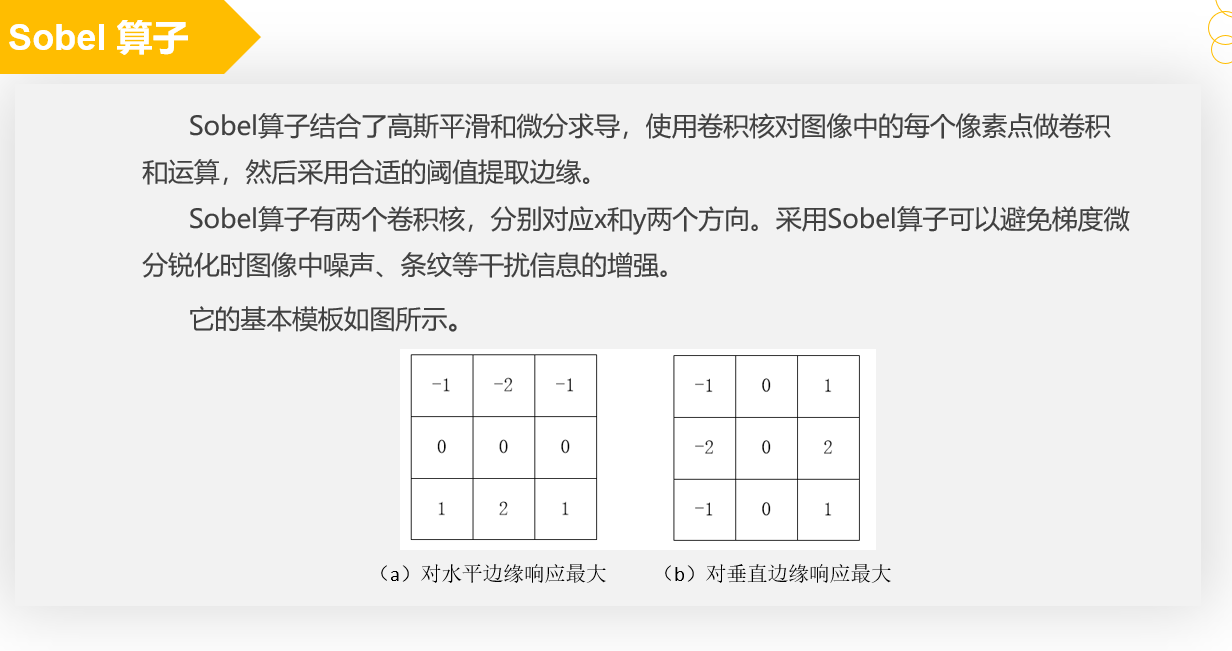 Sobel 算子
Sobel算子结合了高斯平滑和微分求导，使用卷积核对图像中的每个像素点做卷积
和运算，然后采用合适的阈值提取边缘。
Sobel算子有两个卷积核，分别对应x和y两个方向。采用Sobel算子可以避免梯度微
分锐化时图像中噪声、条纹等干扰信息的增强。
它的基本模板如图所示。
-1 -2 -1
0 0 0
1 2 1
-1 0 1
-2 0 2
-1 0 1
（a）对水平边缘响应最大
（b）对垂直边缘响应最大